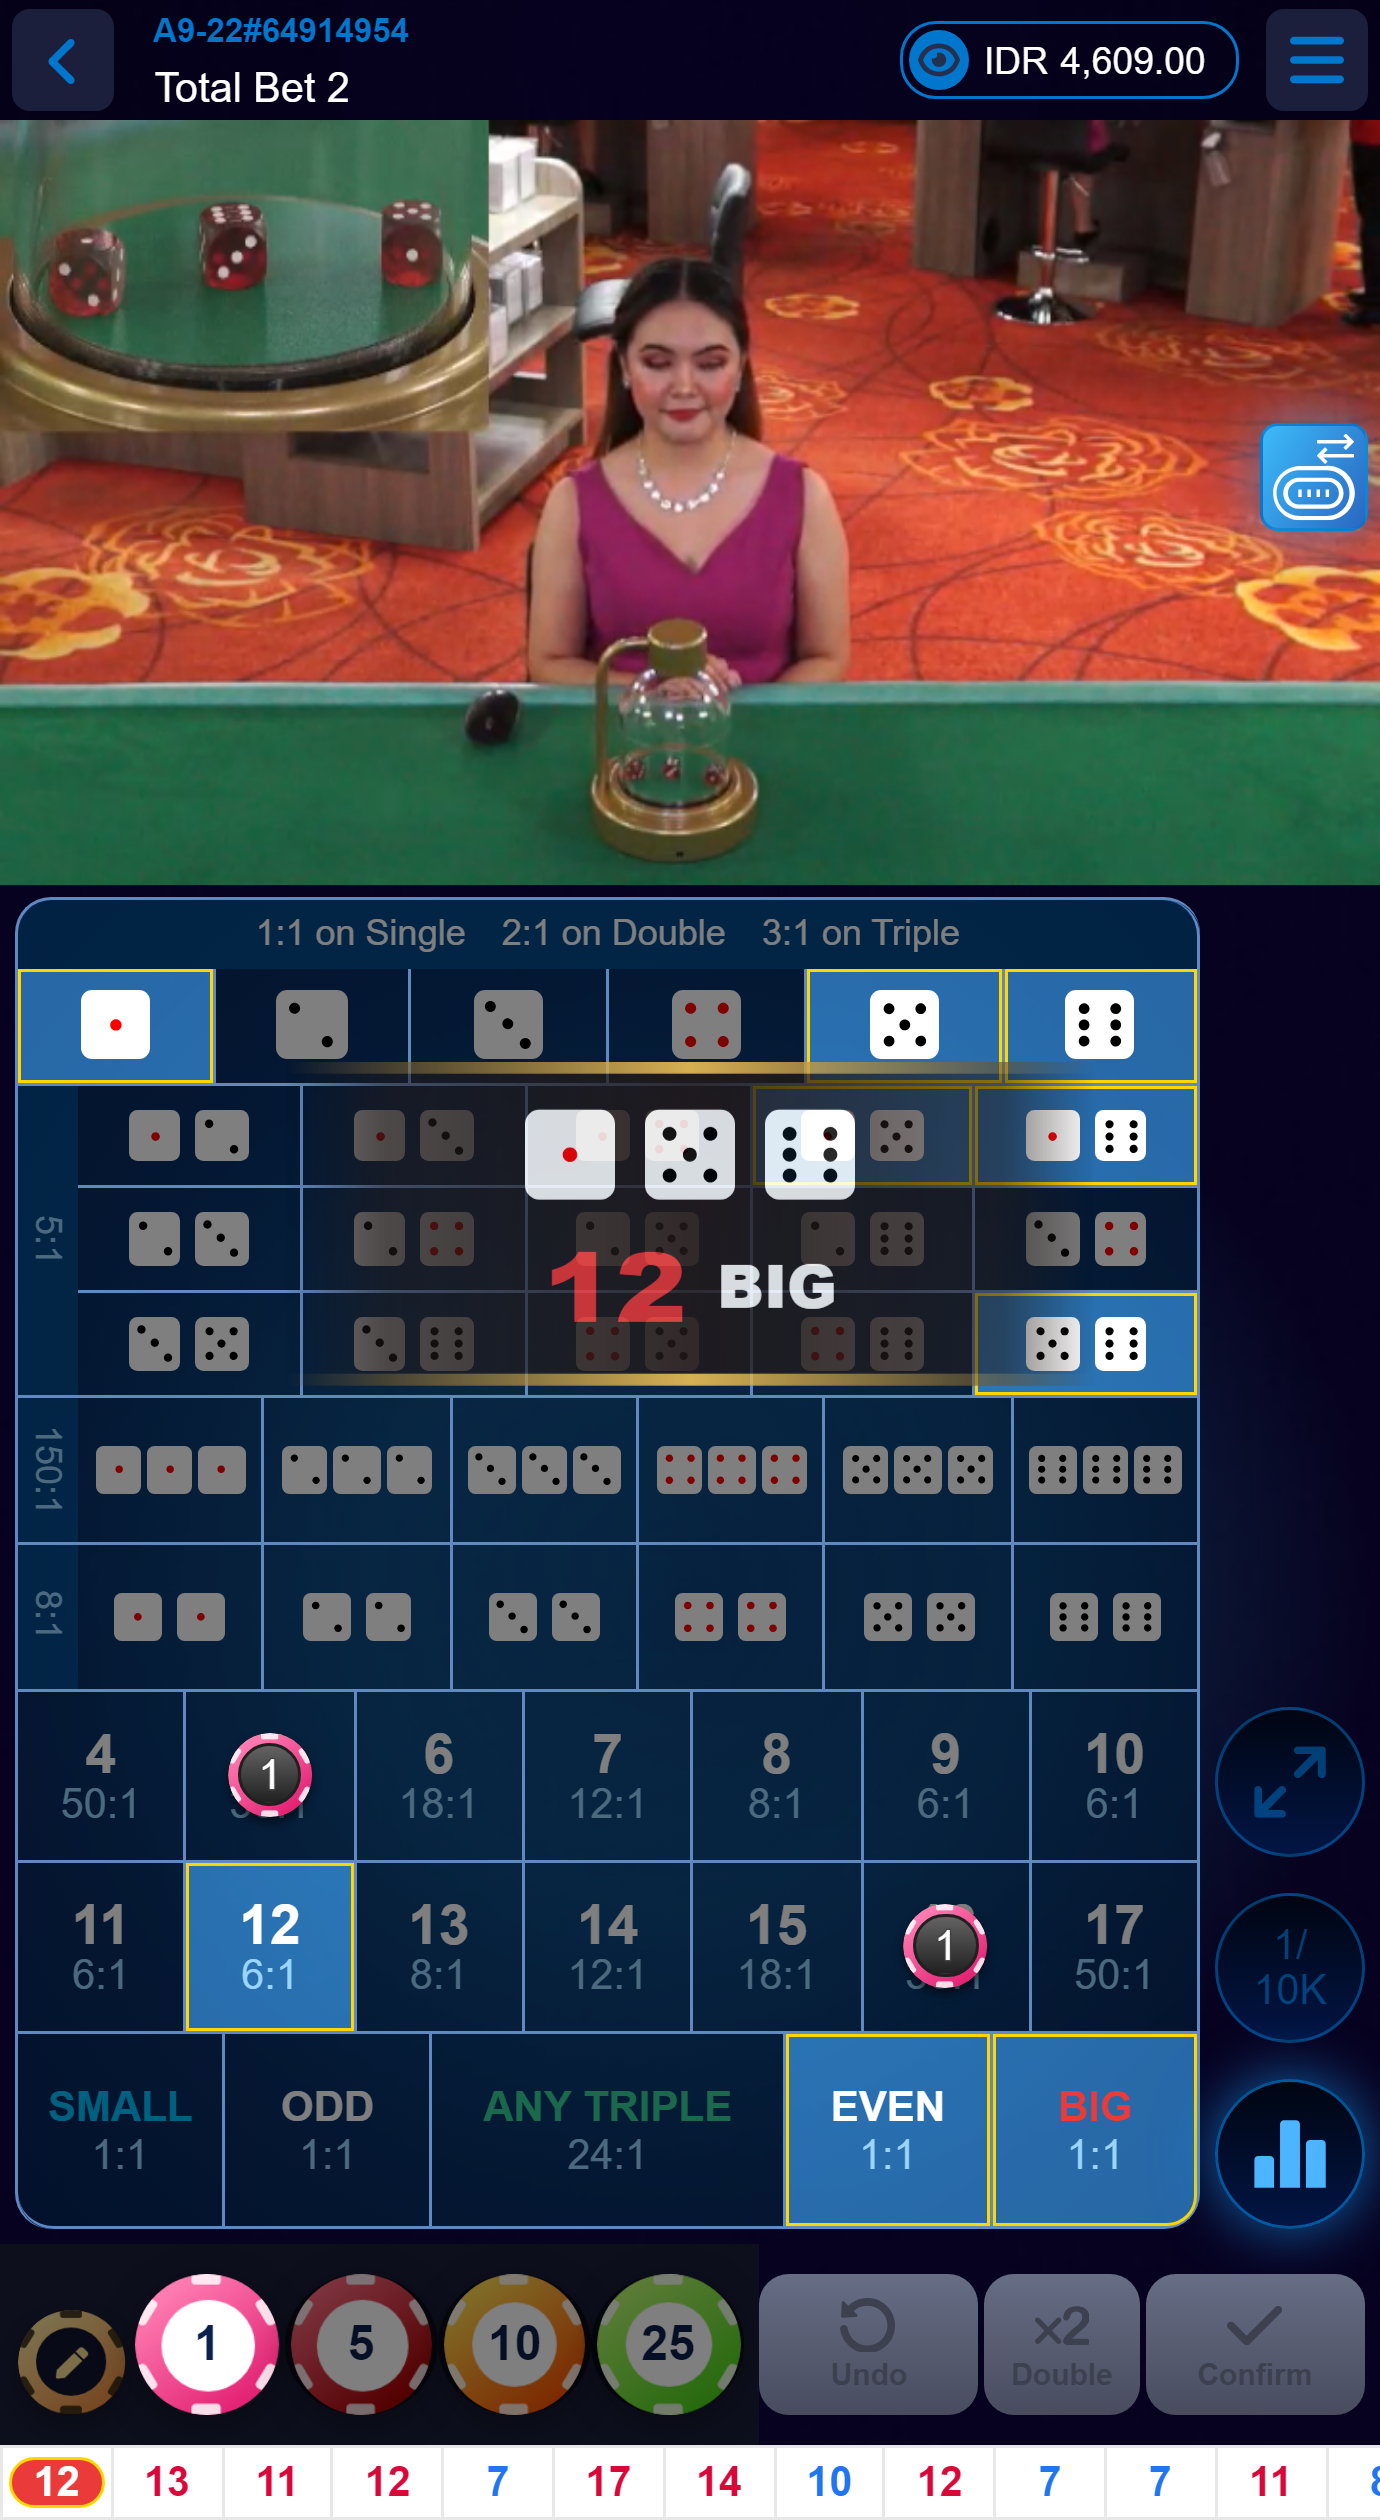 A9-22#64914954
Total Bet 2
IDR 4,609.00
1:1 on Single 2:1 on Double 3:1 on Triple
5:1
12 BIG
150:1
8:1
4 1 6 7 8 9 10
50:1 18:1 12:1 8:1 6:1 6:1
11 12 13 14 15 1 17
6:1 6:1 8:1 12:1 18:1 50:1
1/
10K
SMALL ODD ANY TRIPLE EVEN BIG
1:1 1:1 24:1 1:1 1:1
1 5 10 25 x2
Undo Double Confirm
12 13 11 12 7 17 14 10 12 7 7 11